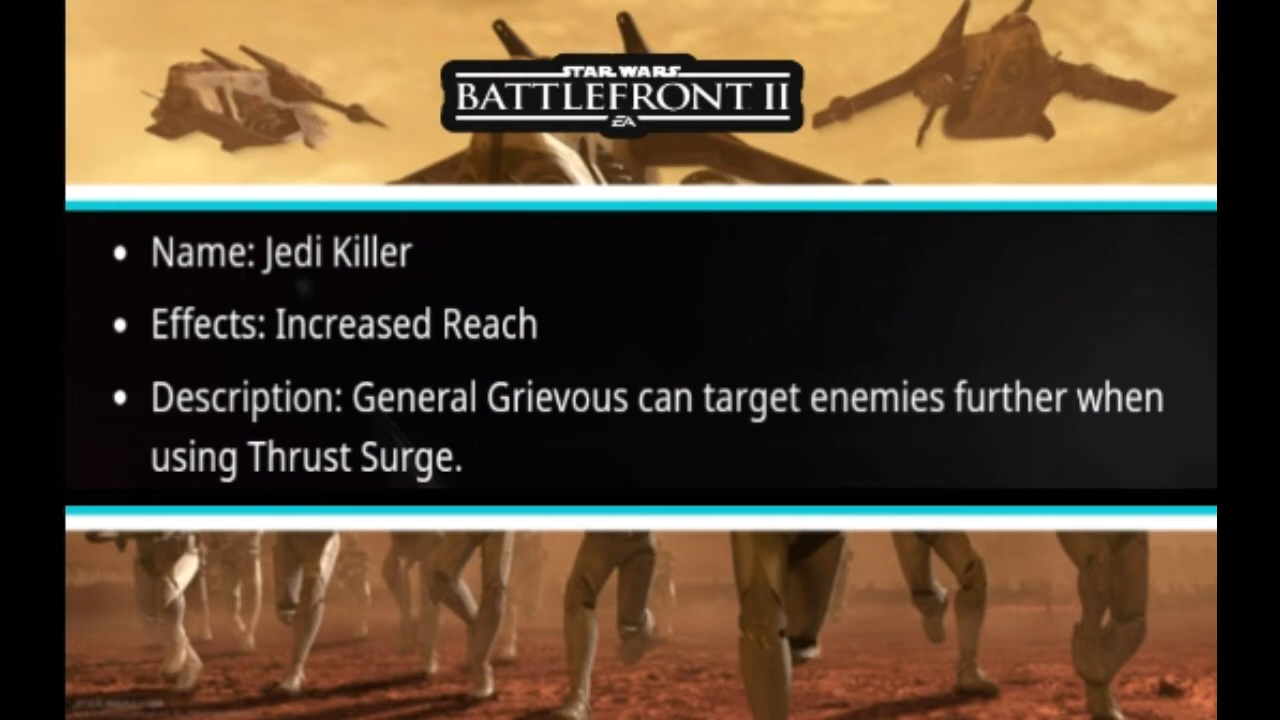 STAR WARS
BATTLEFRONT II
EA
• Name: Jedi Killer
• Effects: Increased Reach
• Description: General Grievous can target enemies further when
using Thrust Surge.